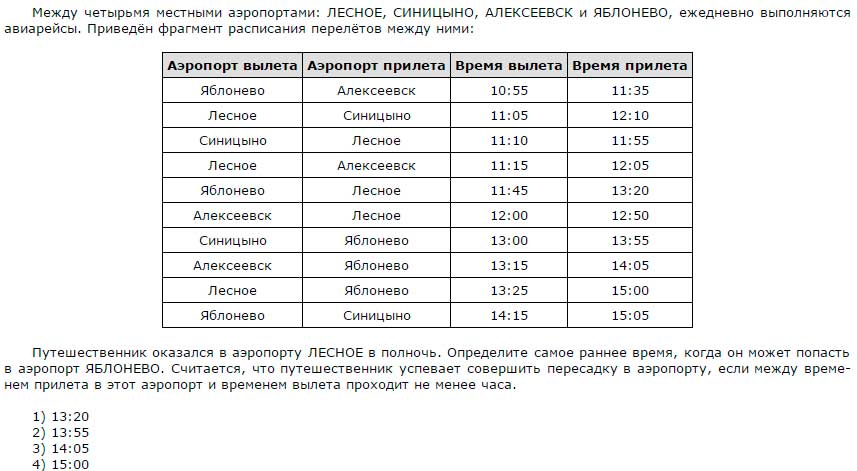 Между четырьмя местными аэропортами: ЛЕСНОЕ, СИНИЦЫНО, АЛЕКСЕЕВСК и ЯБЛОНЕВО, ежедневно выполняются
авиарейсы. Приведён фрагмент расписания перелётов между ними:
Аэропорт вылета Аэропорт прилета Время вылета Время прилета
Яблонево Алексеевск 10:55 11:35
Лесное Синицыно 11:05 12:10
Синицыно Лесное 11:10 11:55
Лесное Алексеевск 11:15 12:05
Яблонево Лесное 11:45 13:20
Алексеевск Лесное 12:00 12:50
Синицыно Яблонево 13:00 13:55
Алексеевск Яблонево 13:15 14:05
Лесное Яблонево 13:25 15:00
Яблонево Синицыно 14:15 15:05
Путешественник оказался в аэропорту ЛЕСНОЕ в полночь. Определите самое раннее время, когда он может попасть
в аэропорт ЯБЛОНЕВО. Считается, что путешественник успевает совершить пересадку в аэропорту, если между време-
нем прилета в этот аэропорт и временем вылета проходит не менее часа.
1) 13:20
2) 13:55
3) 14:05
4) 15:00